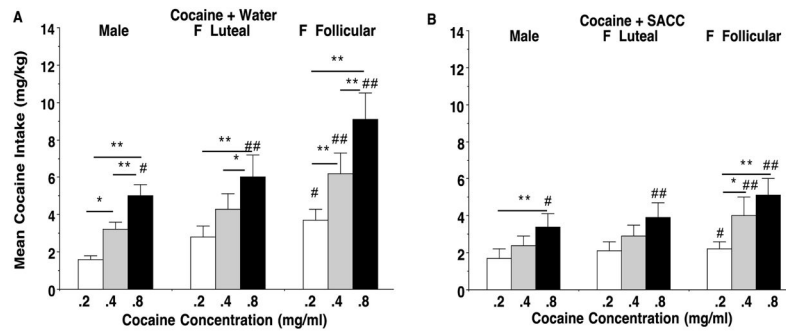 A
Cocaine + Water
Male F Luteal F Follicular
Mean Cocaine Intake (mg/kg)
14
12
10
8
6
4
2
0
* ** ** #
** * ##
# ** ## ** ** ##
.2 .4 .8 .2 .4 .8 .2 .4 .8
Cocaine Concentration (mg/ml)
B
Cocaine + SACC
Male F Luteal F Follicular
14
12
10
8
6
4
2
0
** #
##
# * ## ** ##
.2 .4 .8 .2 .4 .8 .2 .4 .8
Cocaine Concentration (mg/ml)